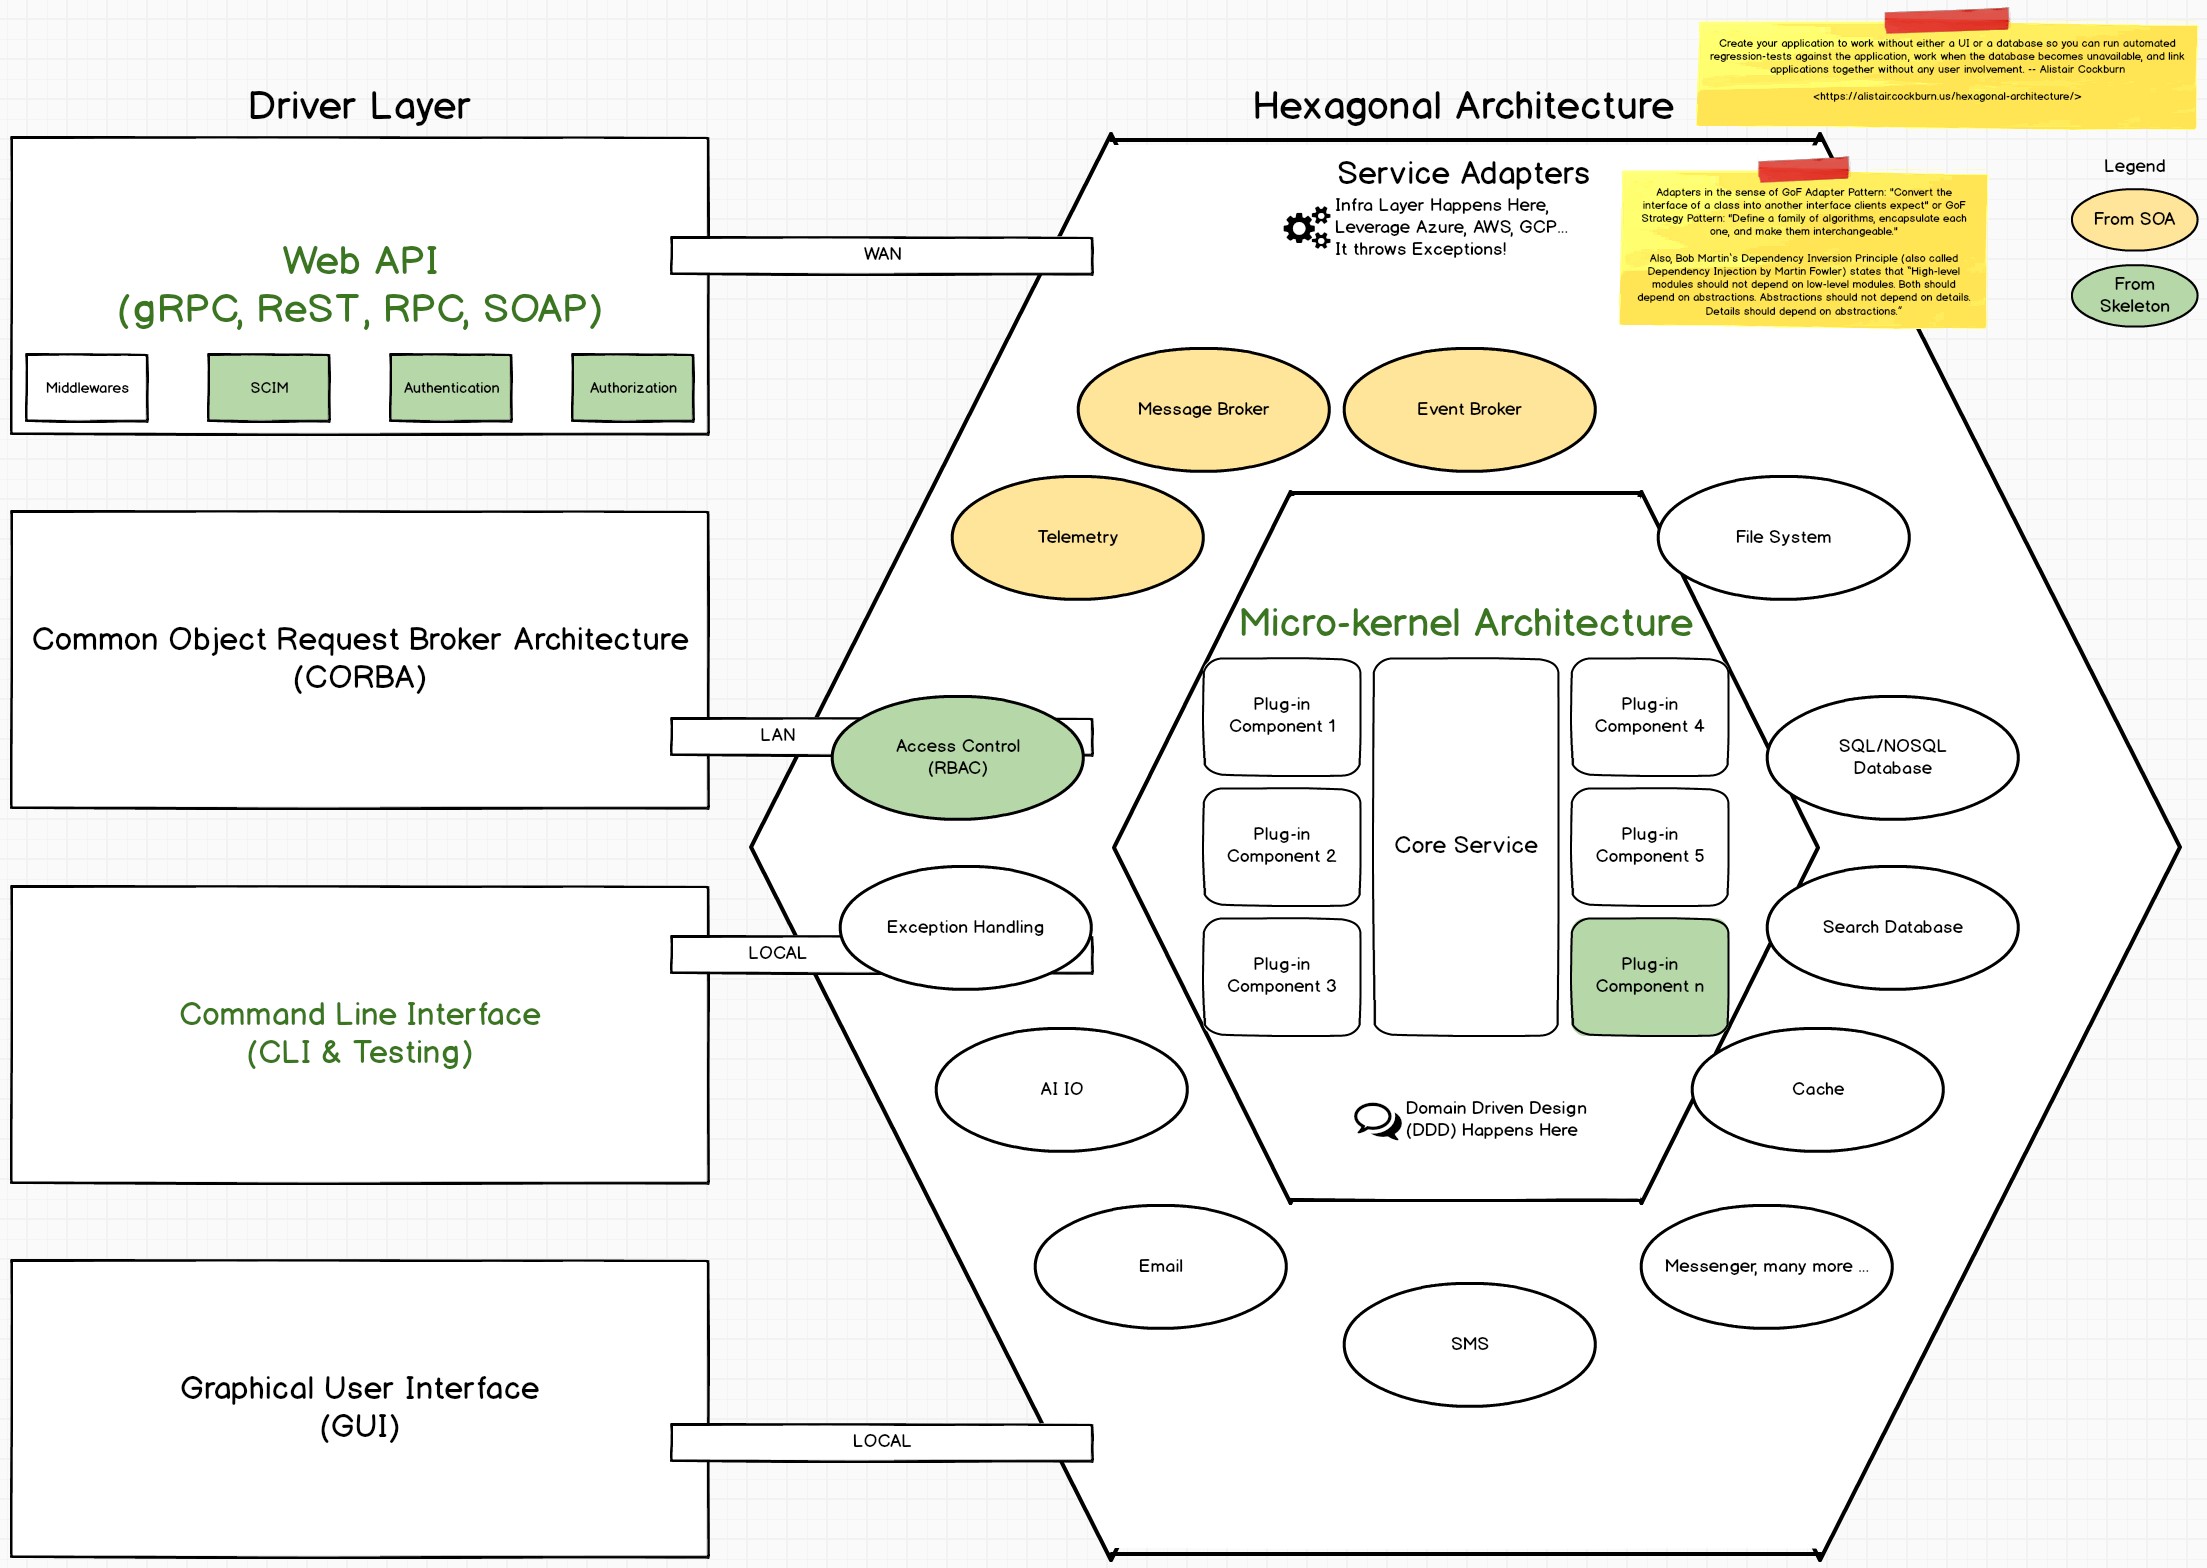 Create your application to work without either a UI or a database so you can run automated
regression-tests against the application, work when the database becomes unavailable, and link
applications together without any user involvement. -- Alistair Cockburn
<https://alistair.cockburn.us/hexagonal-architecture/>
Driver Layer
Hexagonal Architecture
Legend
From SOA
From
Skeleton
Service Adapters
Infra Layer Happens Here,
Leverage Azure, AWS, GCP...
It throws Exceptions!
Adapters in the sense of GoF Adapter Pattern: "Convert the
interface of a class into another interface clients expect" or GoF
Strategy Pattern: "Define a family of algorithms, encapsulate each
one, and make them interchangeable."
Also, Bob Martin's Dependency Inversion Principle (also called
Dependency Injection by Martin Fowler) states that "High-level
modules should not depend on low-level modules. Both should
depend on abstractions. Abstractions should not depend on details.
Details should depend on abstractions."
Web API
(gRPC, ReST, RPC, SOAP)
Middlewares
SCIM
Authentication
Authorization
WAN
Message Broker
Event Broker
Telemetry
File System
Common Object Request Broker Architecture
(CORBA)
LAN
Access Control
(RBAC)
Micro-kernel Architecture
Plug-in
Component 1
Plug-in
Component 2
Plug-in
Component 3
Core Service
Plug-in
Component 4
Plug-in
Component 5
Plug-in
Component n
SQL/NOSQL
Database
Search Database
Exception Handling
LOCAL
Command Line Interface
(CLI & Testing)
AI IO
Cache
Domain Driven Design
(DDD) Happens Here
Email
Messenger, many more ...
SMS
Graphical User Interface
(GUI)
LOCAL